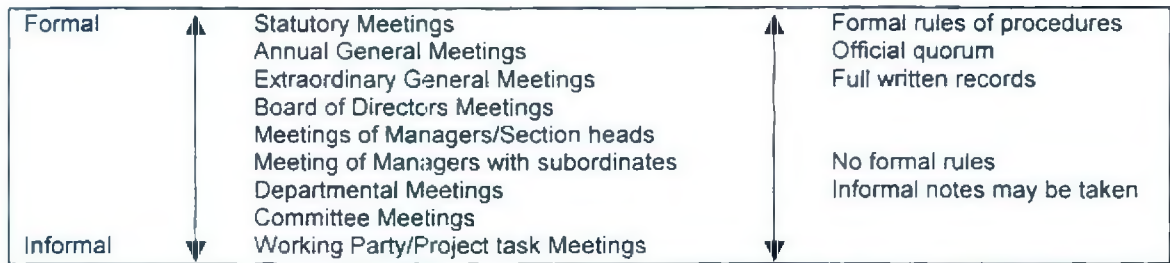 Formal Statutory Meetings Formal rules of procedures
Annual General Meetings Official quorum
Extraordinary General Meetings Full written records
Board of Directors Meetings
Meetings of Managers/Section heads
Meeting of Managers with subordinates No formal rules
Departmental Meetings Informal notes may be taken
Committee Meetings
Informal Working Party/Project task Meetings